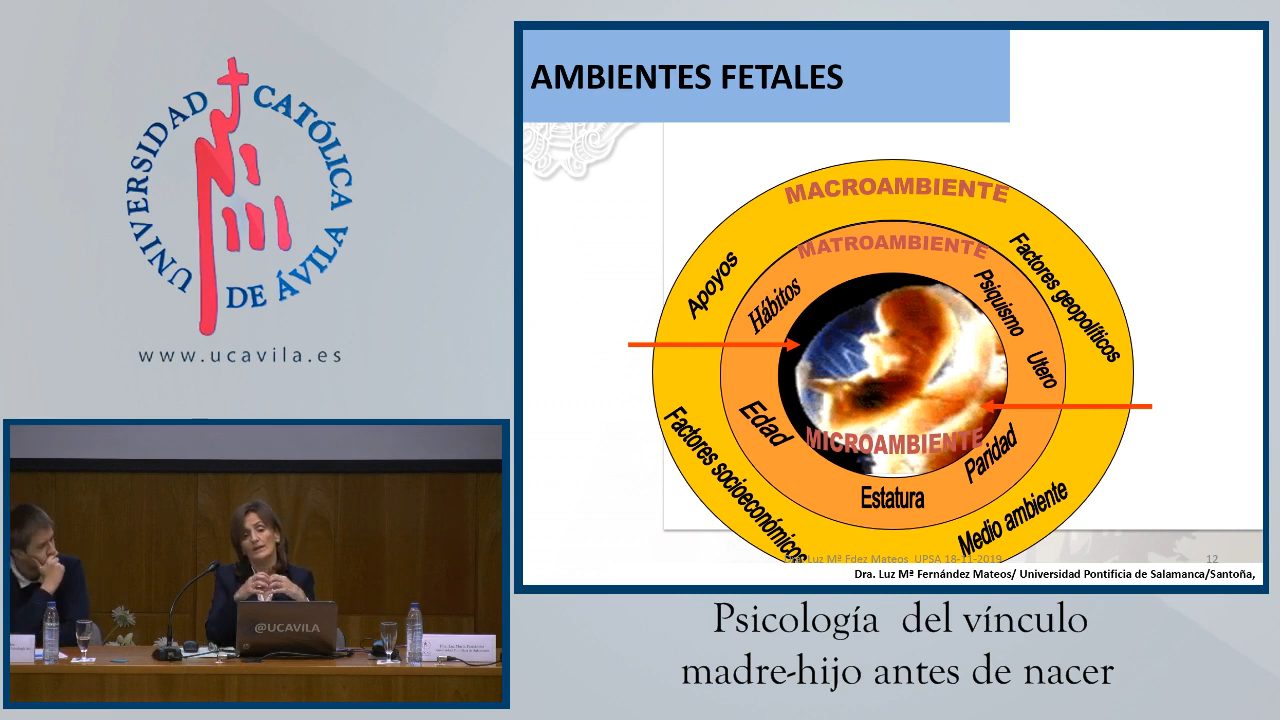 UNIVERSIDAD CATÓLICA DE ÁVILA
www.ucavila.es
AMBIENTES FETALES
MACROAMBIENTE
MATROAMBIENTE
Apoyos
Factores geopolíticos
Hábitos
Psiquismo
Utero
Edad
MICROAMBIENTE
Paridad
Estatura
Factores socioeconómicos
Medio ambiente
Luz Mª Fdez Mateos UPSA 18-11-2019
12
Dra. Luz Mª Fernández Mateos/ Universidad Pontificia de Salamanca/Santoña,
@UCAVILA
Psicología del vínculo
madre-hijo antes de nacer